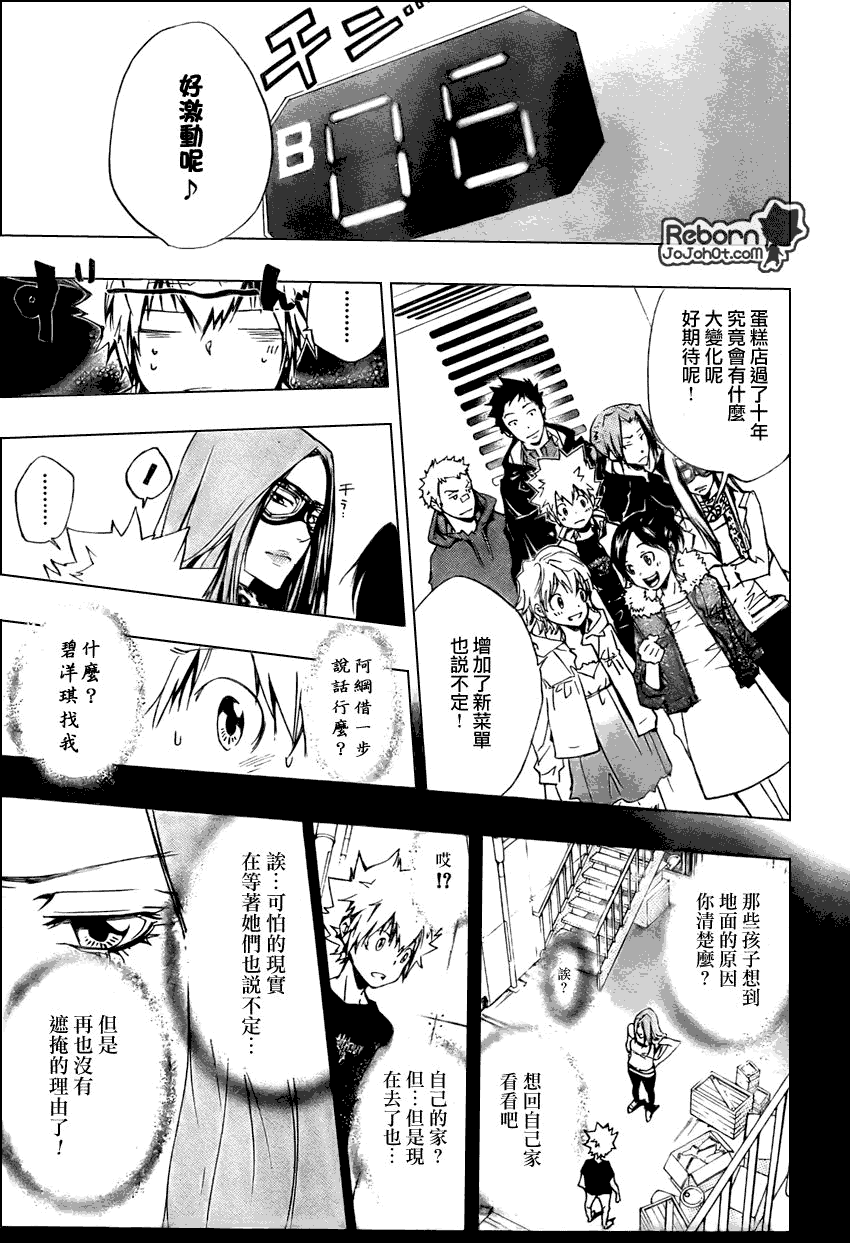 チーン…
B06
好激動呢♪
Reborn
JoJoHot.com
蛋糕店過了十年
究竟會有什麼
大變化呢
好期待呢！
增加了新菜單
也說不定！
ずーん
………
チラ…
！
………
阿綱借一步
說話行麼？
什麼？
碧洋琪找我
那些孩子想到
地面的原因
你清楚麼？
誒？
想回自己家
看看吧
哎!?
自己的家？
但…但是現
在去了也…
誒…可怕的現實
在等著她們也說不定…
但是
再也沒有
遮掩的理由了！